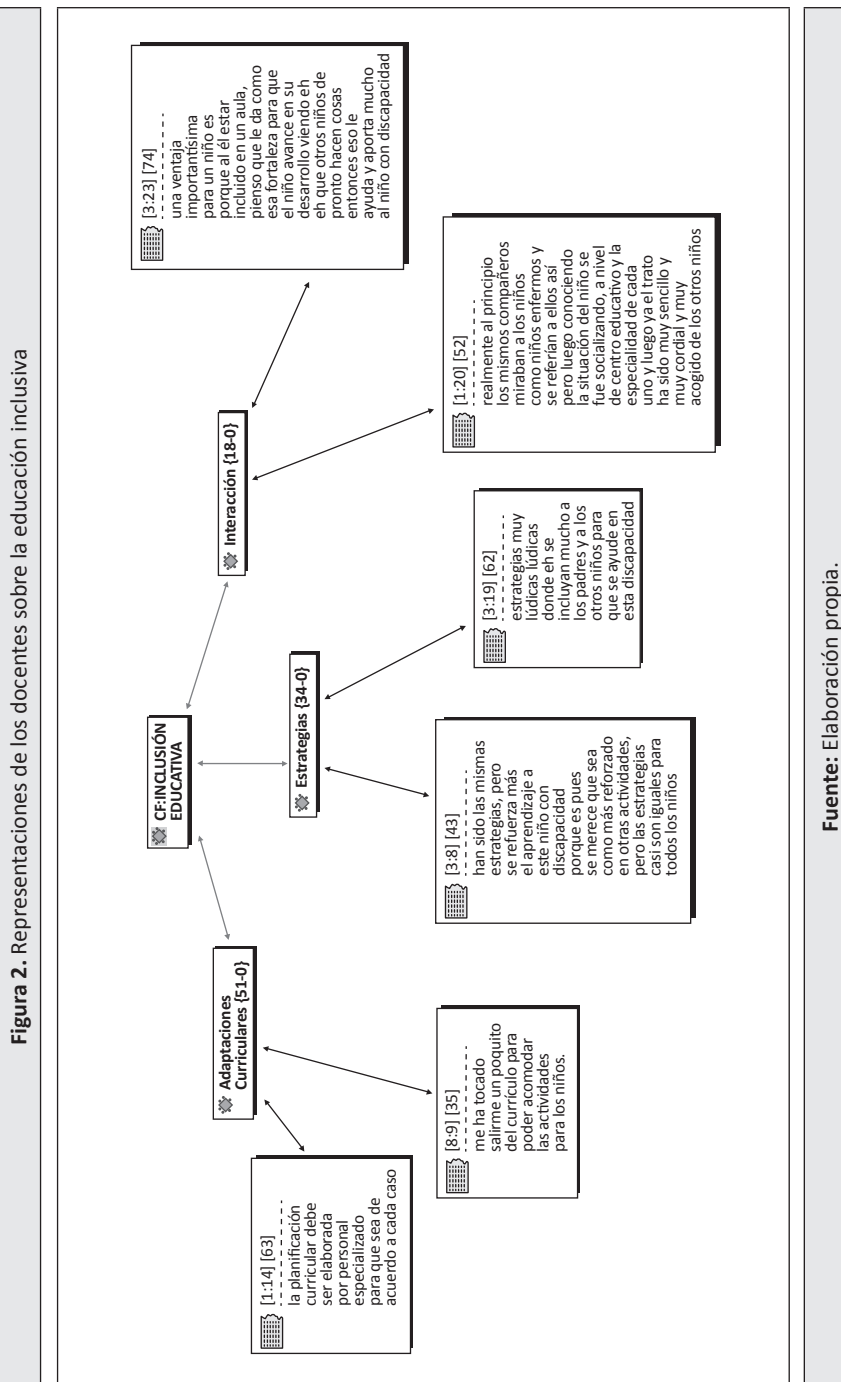 Figura 2. Representaciones de los docentes sobre la educación inclusiva
CF:INCLUSIÓN
EDUCATIVA
Adaptaciones
Curriculares {51-0}
Estrategias {34-0}
Interacción {18-0}
[1:14] [63]
la planificación
curricular debe
ser elaborada
por personal
especializado
para que sea de
acuerdo a cada caso
[8:9] [35]
me ha tocado
salirme un poquito
del currículo para
poder acomodar
las actividades
para los niños.
[3:8] [43]
han sido las mismas
estrategias, pero
se refuerza más
el aprendizaje a
este niño con
discapacidad
porque es pues
se merece que sea
como más reforzado
en otras actividades,
pero las estrategias
casi son iguales para
todos los niños
[3:19] [62]
estrategias muy
lúdicas lúdicas
donde eh se
incluyan mucho a
los padres y a los
otros niños para
que se ayude en
esta discapacidad
[1:20] [52]
realmente al principio
los mismos compañeros
miraban a los niños
como niños enfermos y
se referían a ellos así
pero luego conociendo
la situación del niño se
fue socializando, a nivel
de centro educativo y la
especialidad de cada
uno y luego ya el trato
ha sido muy sencillo y
muy cordial y muy
acogido de los otros niños
[3:23] [74]
una ventaja
importantísima
para un niño es
porque al él estar
incluido en un aula,
pienso que le da como
esa fortaleza para que
el niño avance en su
desarrollo viendo eh
eh que otros niños de
pronto hacen cosas
entonces eso le
ayuda y aporta mucho
al niño con discapacidad
Fuente: Elaboración propia.